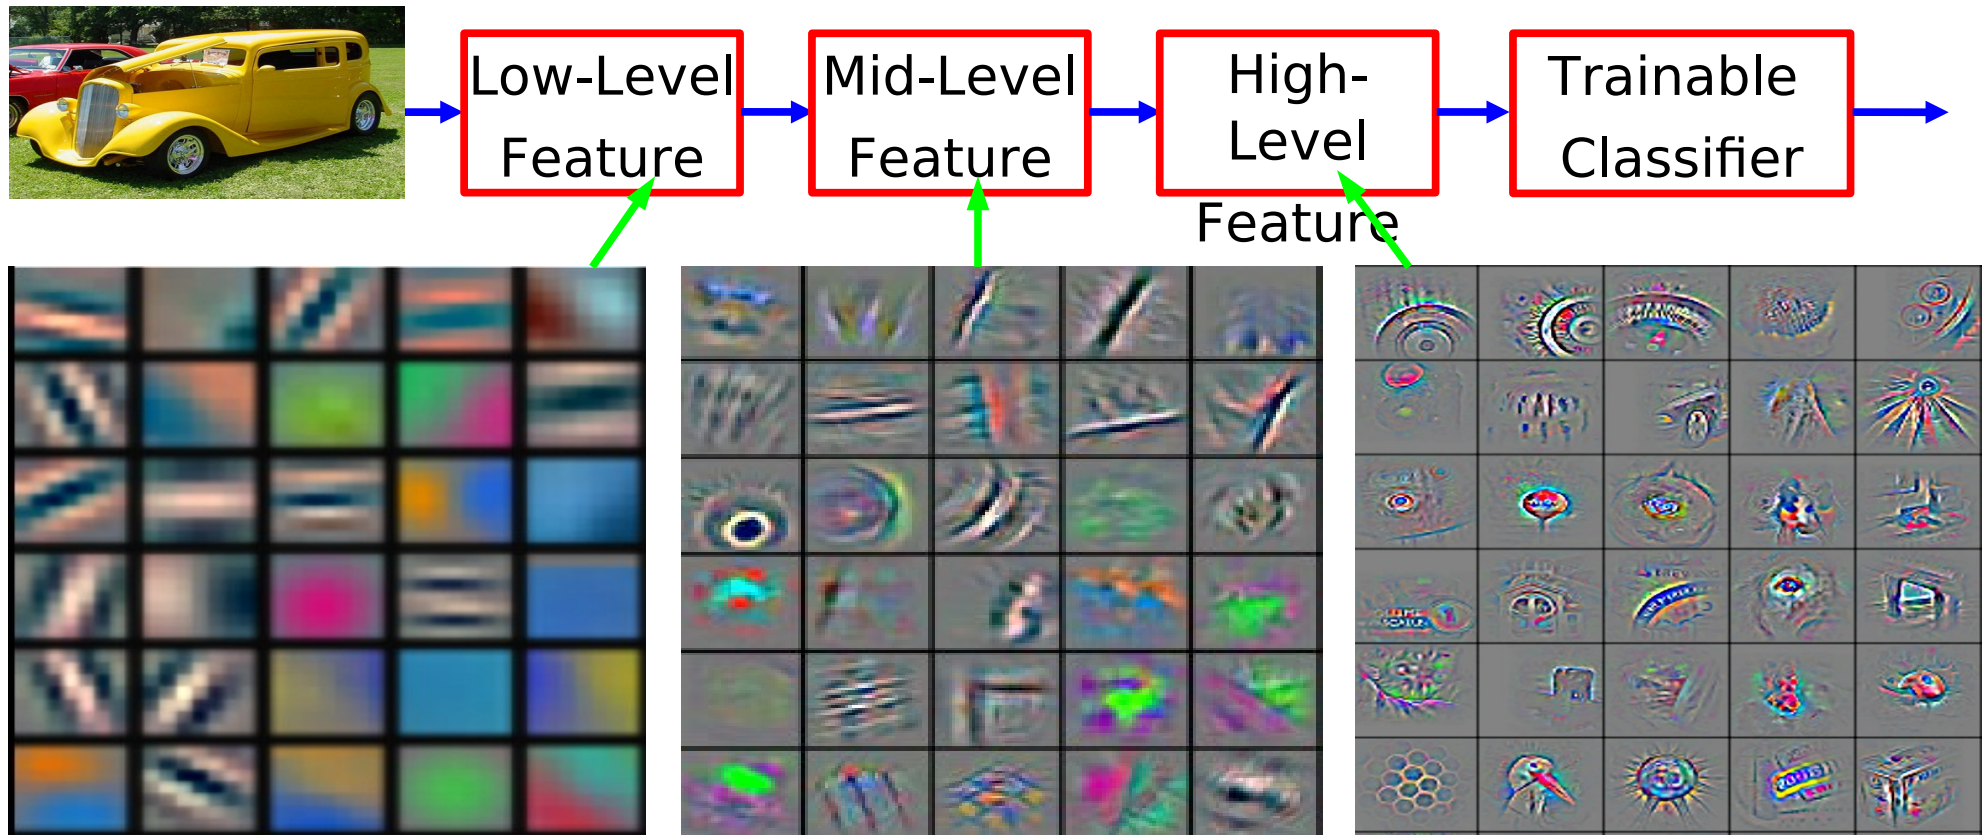 Low-Level
Feature
Mid-Level
Feature
High-
Level
Feature
Trainable
Classifier